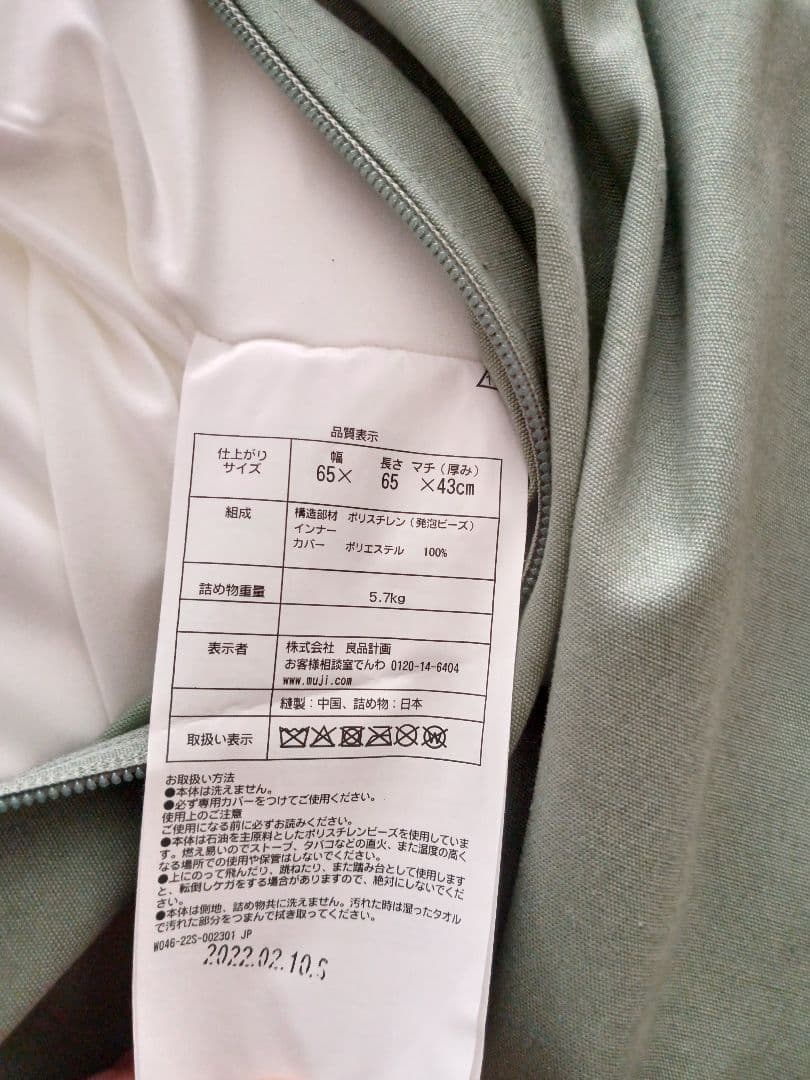 品質表示
仕上がり サイズ
幅 長さ マチ（厚み）
65× 65 ×43cm
組成
構造部材 ポリスチレン（発泡ビーズ）
インナー
カバー ポリエステル 100%
詰め物重量 5.7kg
表示者
株式会社 良品計画
お客様相談室でんわ 0120-14-6404
www.muji.com
縫製：中国、詰め物：日本
取扱い表示
お取扱い方法
●本体は洗えません。
●必ず専用カバーをつけてご使用ください。
使用上のご注意
ご使用になる前に必ずお読みください。
●本体は石油を主原料としたポリスチレンビーズを使用していま
す。燃え易いのでストーブ、タバコなどの直火、また温度の高く
なる場所での使用や保管はしないでください。
●上にのって飛んだり、跳ねたり、また踏み台として使用します
と、転倒しケガをする場合がありますので、絶対にしないでくだ
さい。
●本体は側地、詰め物共に洗えません。汚れた時は湿ったタオル
で汚れた部分をつまんで拭き取ってください。
W046-22S-002301 JP
2022.02.10.